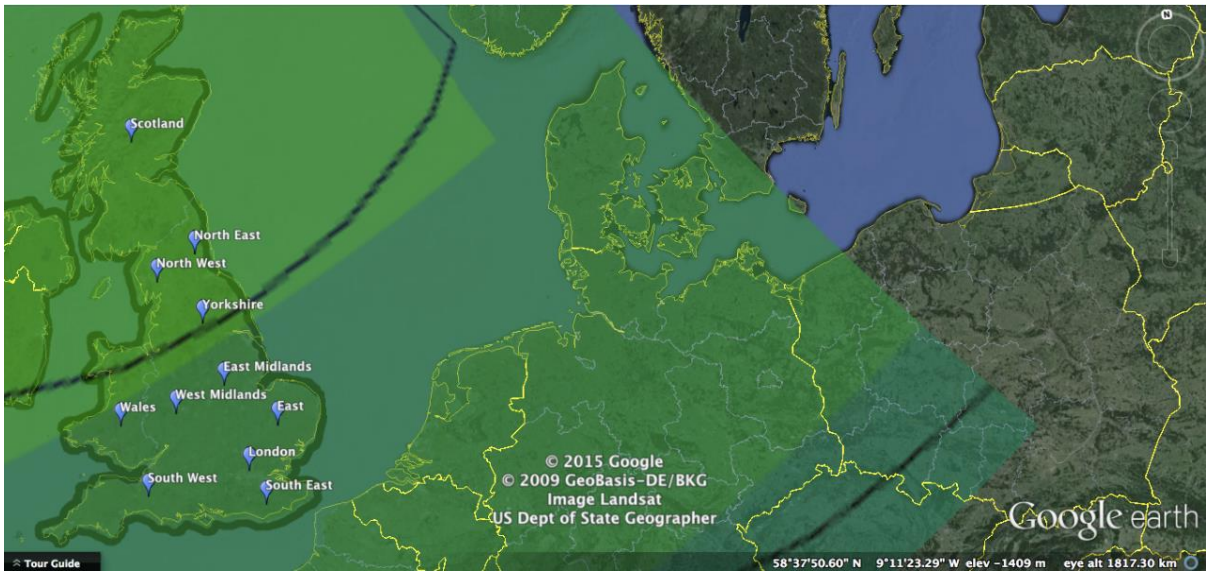 N
Scotland
North East
North West
Yorkshire
East Midlands
West Midlands
Wales
East
London
South West
South East
© 2015 Google
© 2009 GeoBasis-DE/BKG
Image Landsat
US Dept of State Geographer
Google earth
Tour Guide
58°37'50.60" N 9°11'23.29" W elev -1409 m eye alt 1817.30 km